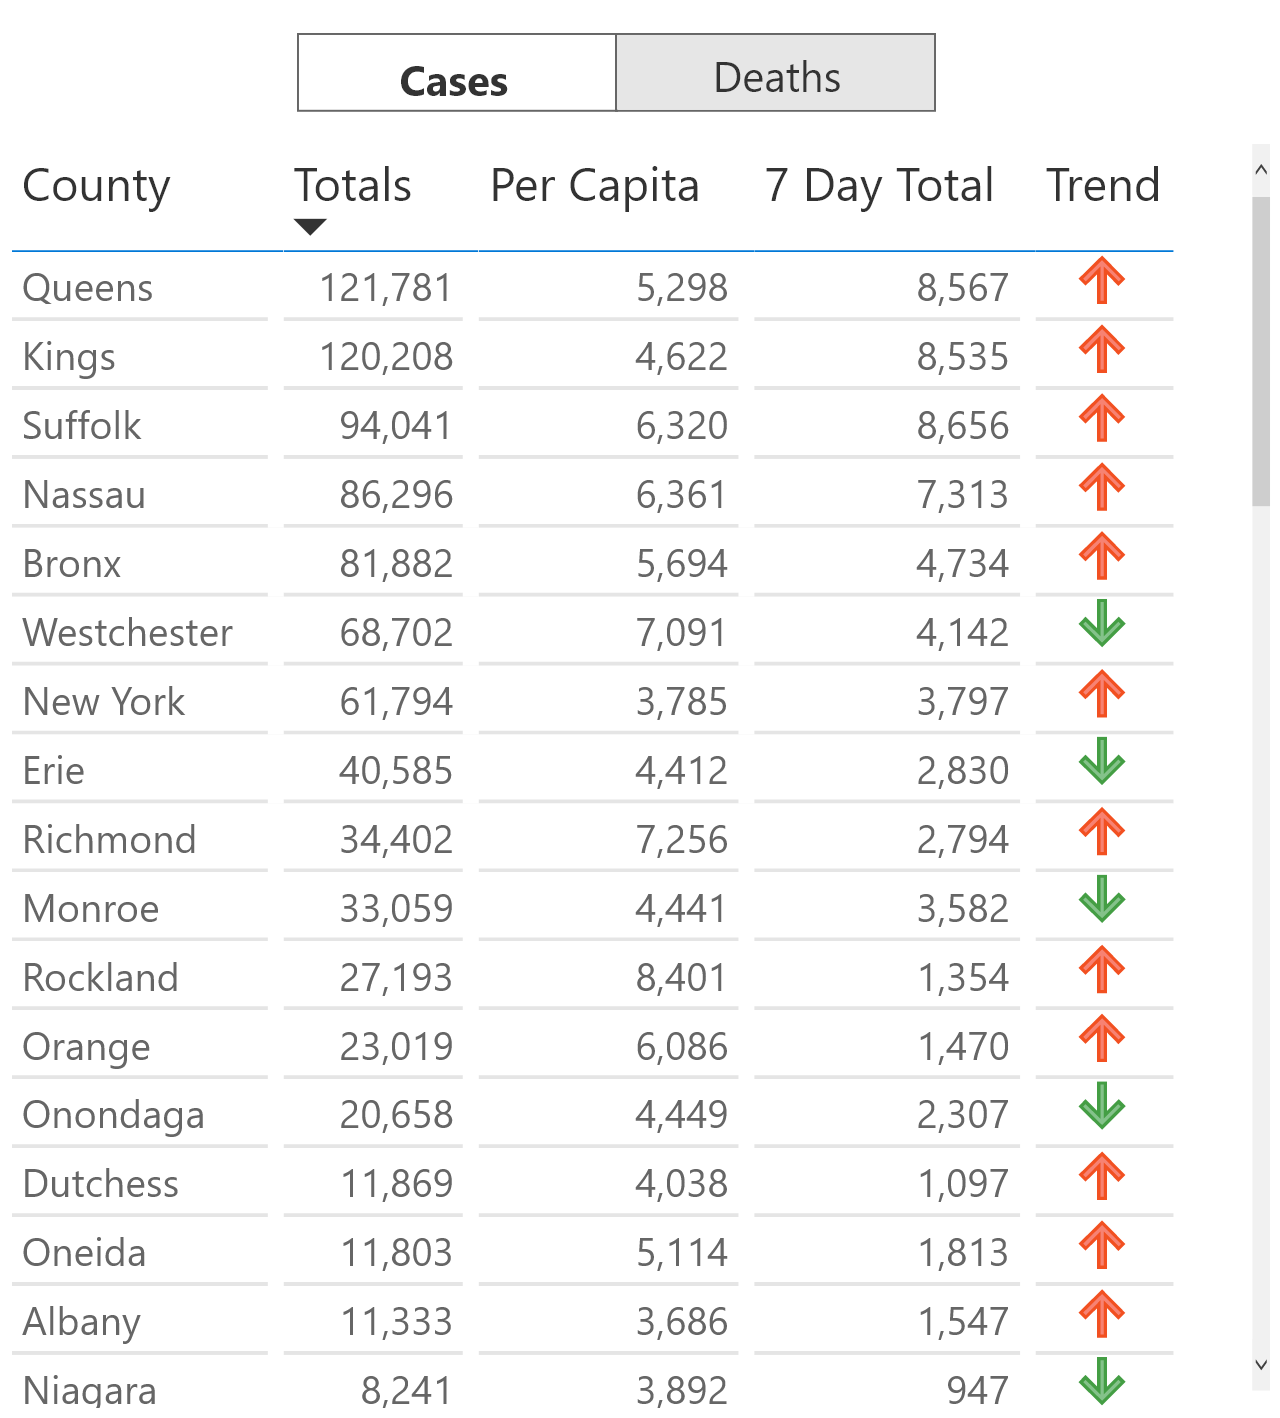 Cases Deaths
County Totals Per Capita 7 Day Total Trend
Queens 121,781 5,298 8,567
Kings 120,208 4,622 8,535
Suffolk 94,041 6,320 8,656
Nassau 86,296 6,361 7,313
Bronx 81,882 5,694 4,734
Westchester 68,702 7,091 4,142
New York 61,794 3,785 3,797
Erie 40,585 4,412 2,830
Richmond 34,402 7,256 2,794
Monroe 33,059 4,441 3,582
Rockland 27,193 8,401 1,354
Orange 23,019 6,086 1,470
Onondaga 20,658 4,449 2,307
Dutchess 11,869 4,038 1,097
Oneida 11,803 5,114 1,813
Albany 11,333 3,686 1,547
Niagara 8,241 3,892 947